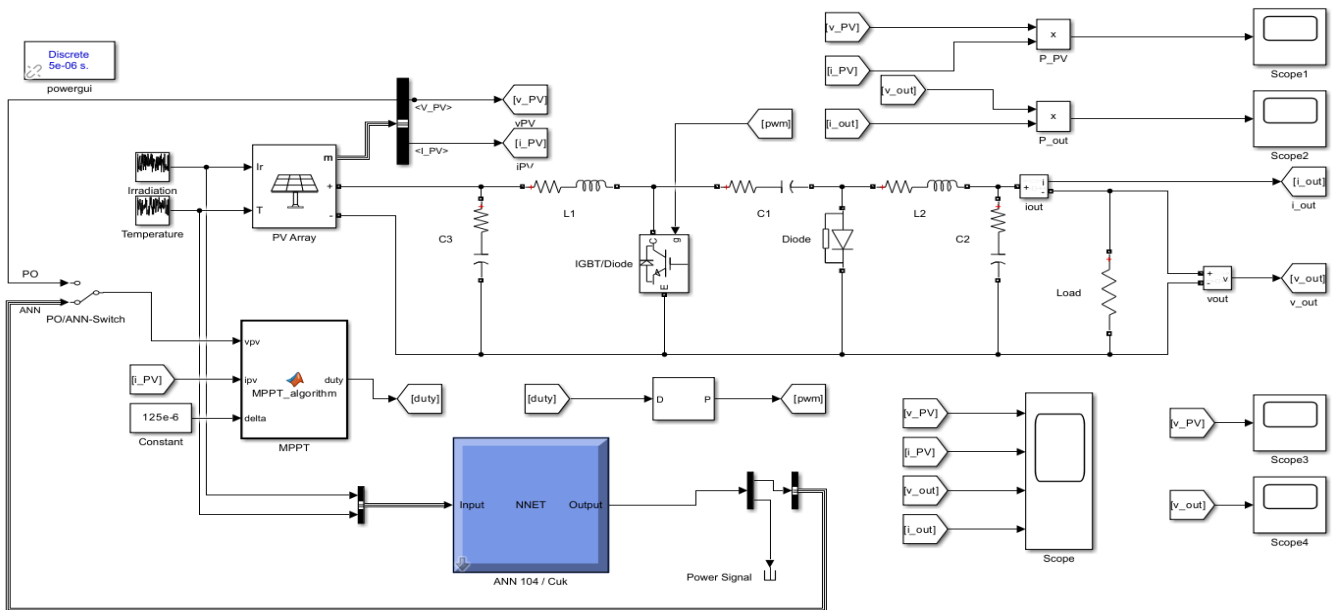 Discrete
5e-06 s.
powergui
[v_PV]
[i_PV]
x
P_PV
Scope1
[v_out]
[i_out]
x
P_out
Scope2
<V_PV>
[v_PV]
vPV
<I_PV>
[i_PV]
iPV
[pwm]
Irradiation
Temperature
Ir
T
m
+
-
PV Array
C3
L1
C
g
E
IGBT/Diode
C1
Diode
L2
C2
+
-
i
iout
[i_out]
i_out
Load
+
-
v
vout
[v_out]
v_out
PO
ANN
PO/ANN-Switch
[i_PV]
125e-6
Constant
vpv
ipv
delta
MPPT_algorithm
duty
MPPT
[duty]
[duty]
D
P
[pwm]
Input
NNET
Output
ANN 104 / Cuk
Power Signal
[v_PV]
[i_PV]
[v_out]
[i_out]
Scope
[v_PV]
Scope3
[v_out]
Scope4